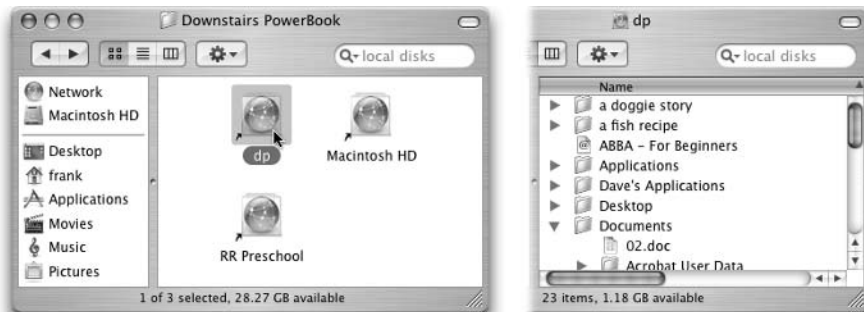 Downstairs PowerBook
local disks
Network
Macintosh HD
Desktop
frank
Applications
Movies
Music
Pictures
dp
Macintosh HD
RR Preschool
1 of 3 selected, 28.27 GB available
dp
local disks
Name
a doggie story
a fish recipe
ABBA – For Beginners
Applications
Dave's Applications
Desktop
Documents
02.doc
Acrobat User Data
23 items, 1.18 GB available